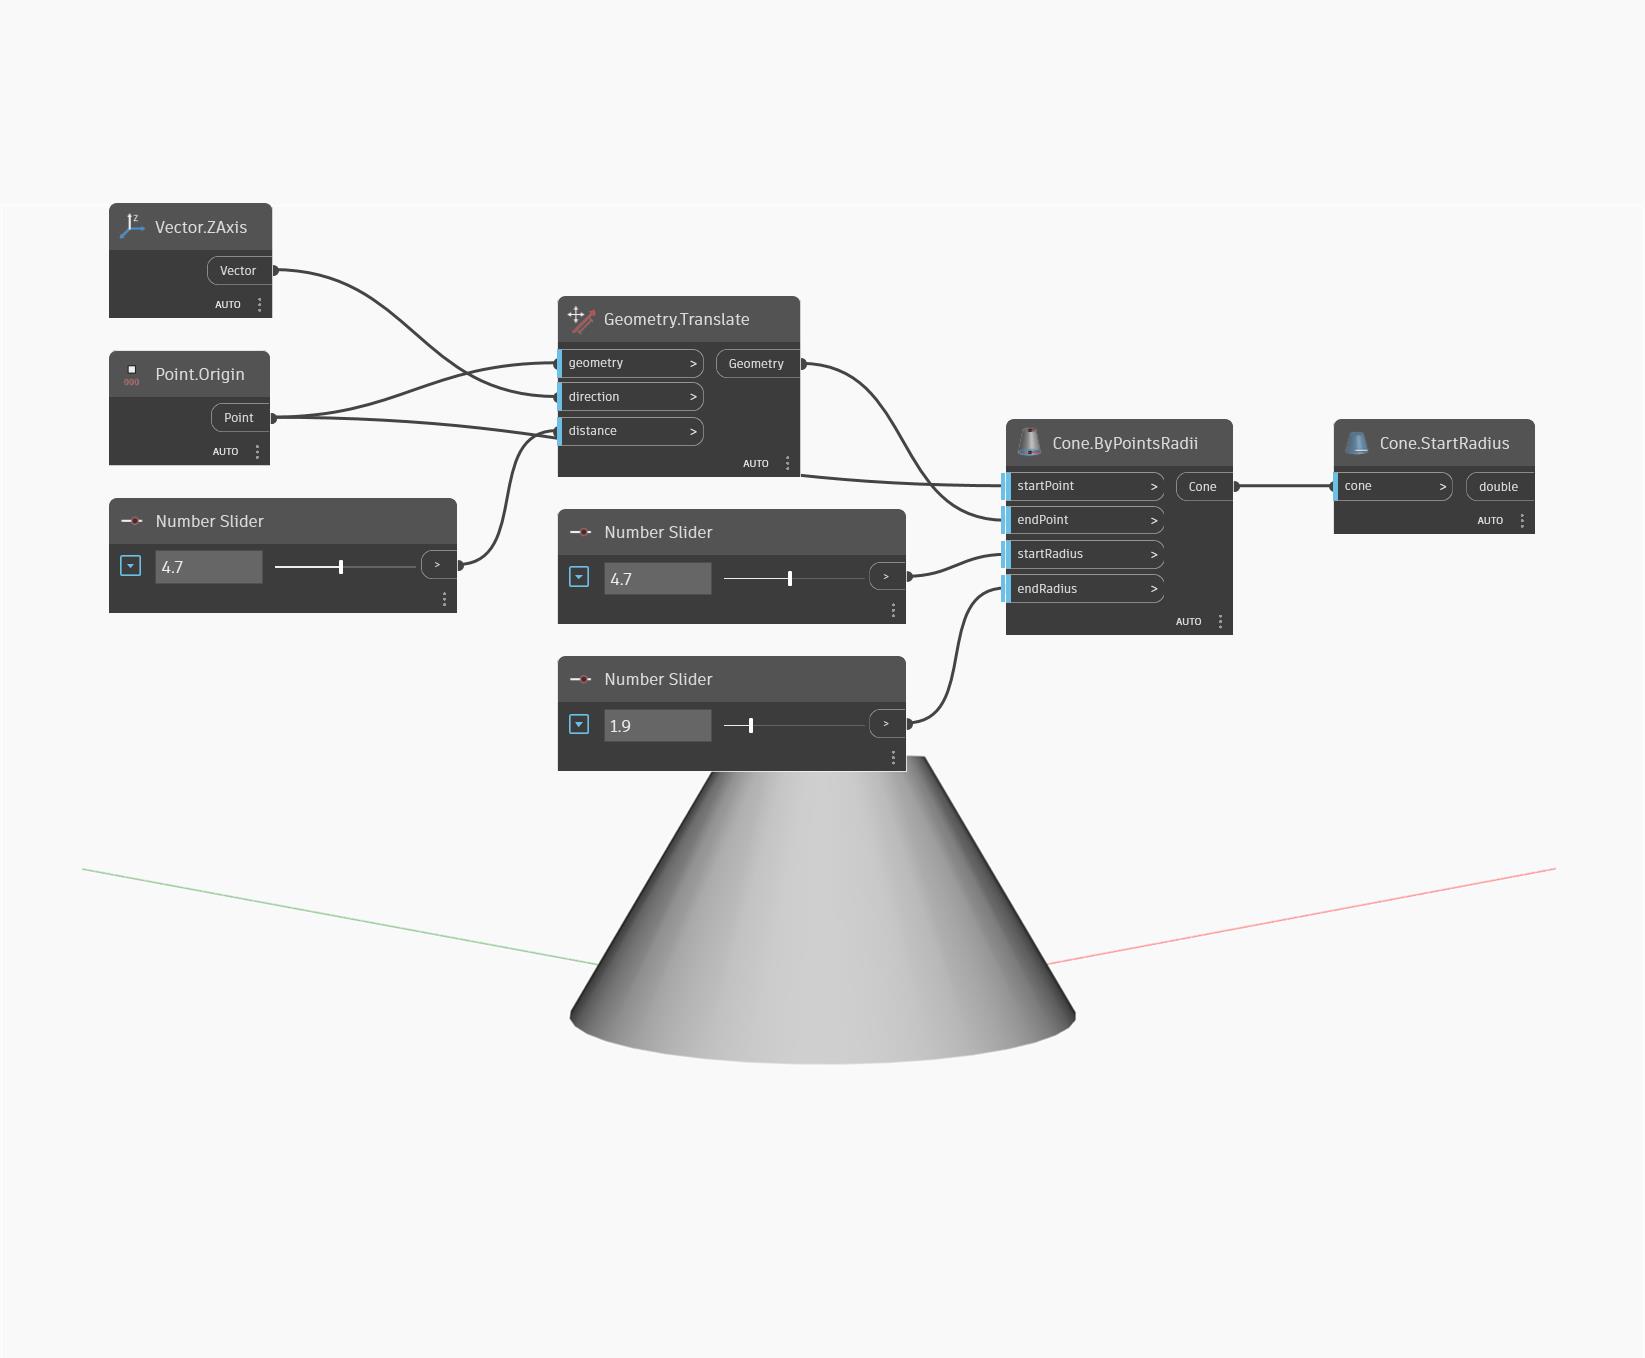 Vector.ZAxis
Vector
AUTO
Point.Origin
000
Point
AUTO
Number Slider
4.7
>
Geometry.Translate
geometry > Geometry
direction >
distance >
AUTO
Number Slider
4.7
>
Number Slider
1.9
>
Cone.ByPointsRadii
startPoint > Cone
endPoint >
startRadius >
endRadius >
AUTO
Cone.StartRadius
cone > double
AUTO
Z